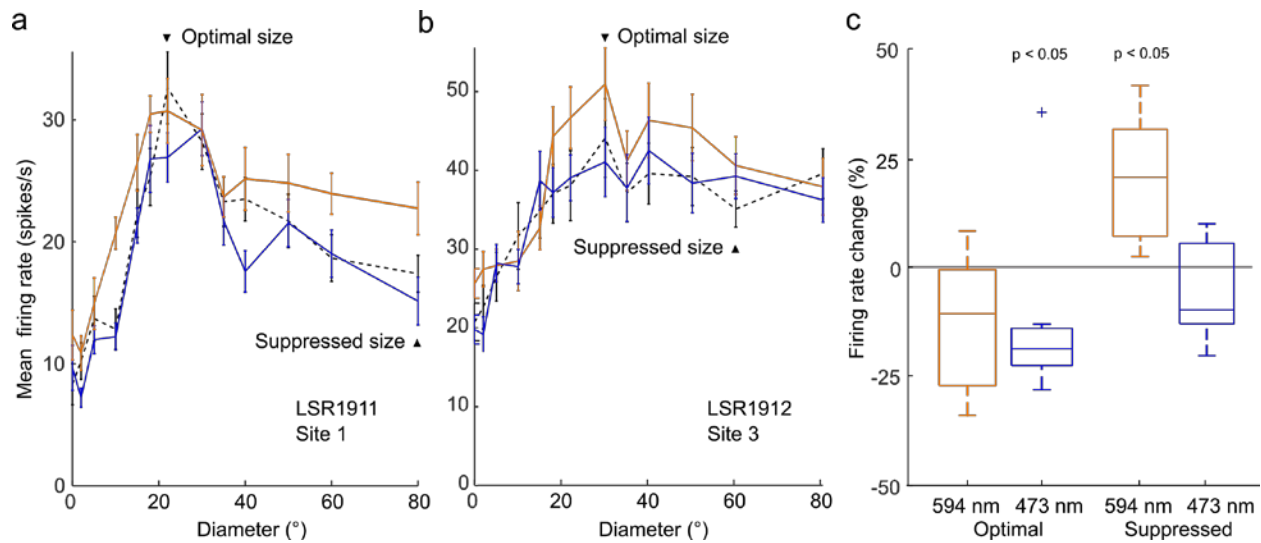 a
▼ Optimal size
Mean firing rate (spikes/s)
30
20
10
0
Suppressed size ▲
LSR1911
Site 1
0 20 40 60 80
Diameter (°)
b
▼ Optimal size
50
40
30
20
10
0
Suppressed size ▲
LSR1912
Site 3
0 20 40 60 80
Diameter (°)
c
Firing rate change (%)
50
25
0
-25
-50
p < 0.05 p < 0.05
594 nm 473 nm 594 nm 473 nm
Optimal Suppressed